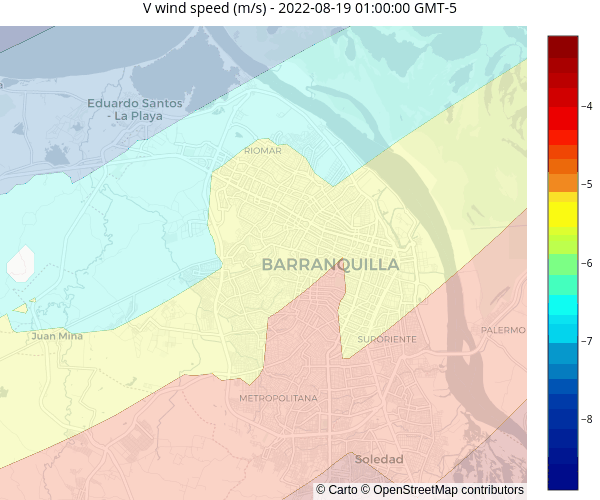 V wind speed (m/s) - 2022-08-19 01:00:00 GMT-5
Eduardo Santos
- La Playa
RIOMAR
BARRANQUILLA
Juan Mina
SURORIENTE
PALERMO
METROPOLITANA
Soledad
© Carto © OpenStreetMap contributors
−4
−5
−6
−7
−8